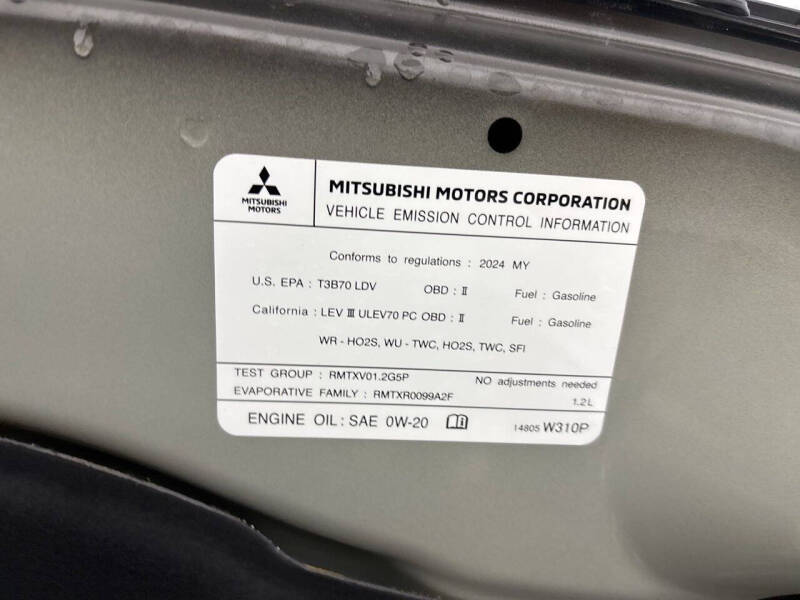 MITSUBISHI
MOTORS
MITSUBISHI MOTORS CORPORATION
VEHICLE EMISSION CONTROL INFORMATION
Conforms to regulations : 2024 MY
U.S. EPA : T3B70 LDV OBD : Ⅱ Fuel : Gasoline
California : LEV Ⅲ ULEV70 PC OBD : Ⅱ Fuel : Gasoline
WR - HO2S, WU - TWC, HO2S, TWC, SFI
TEST GROUP : RMTXV01.2G5P NO adjustments needed
EVAPORATIVE FAMILY : RMTXR0099A2F 1.2L
ENGINE OIL : SAE 0W-20 14805 W310P